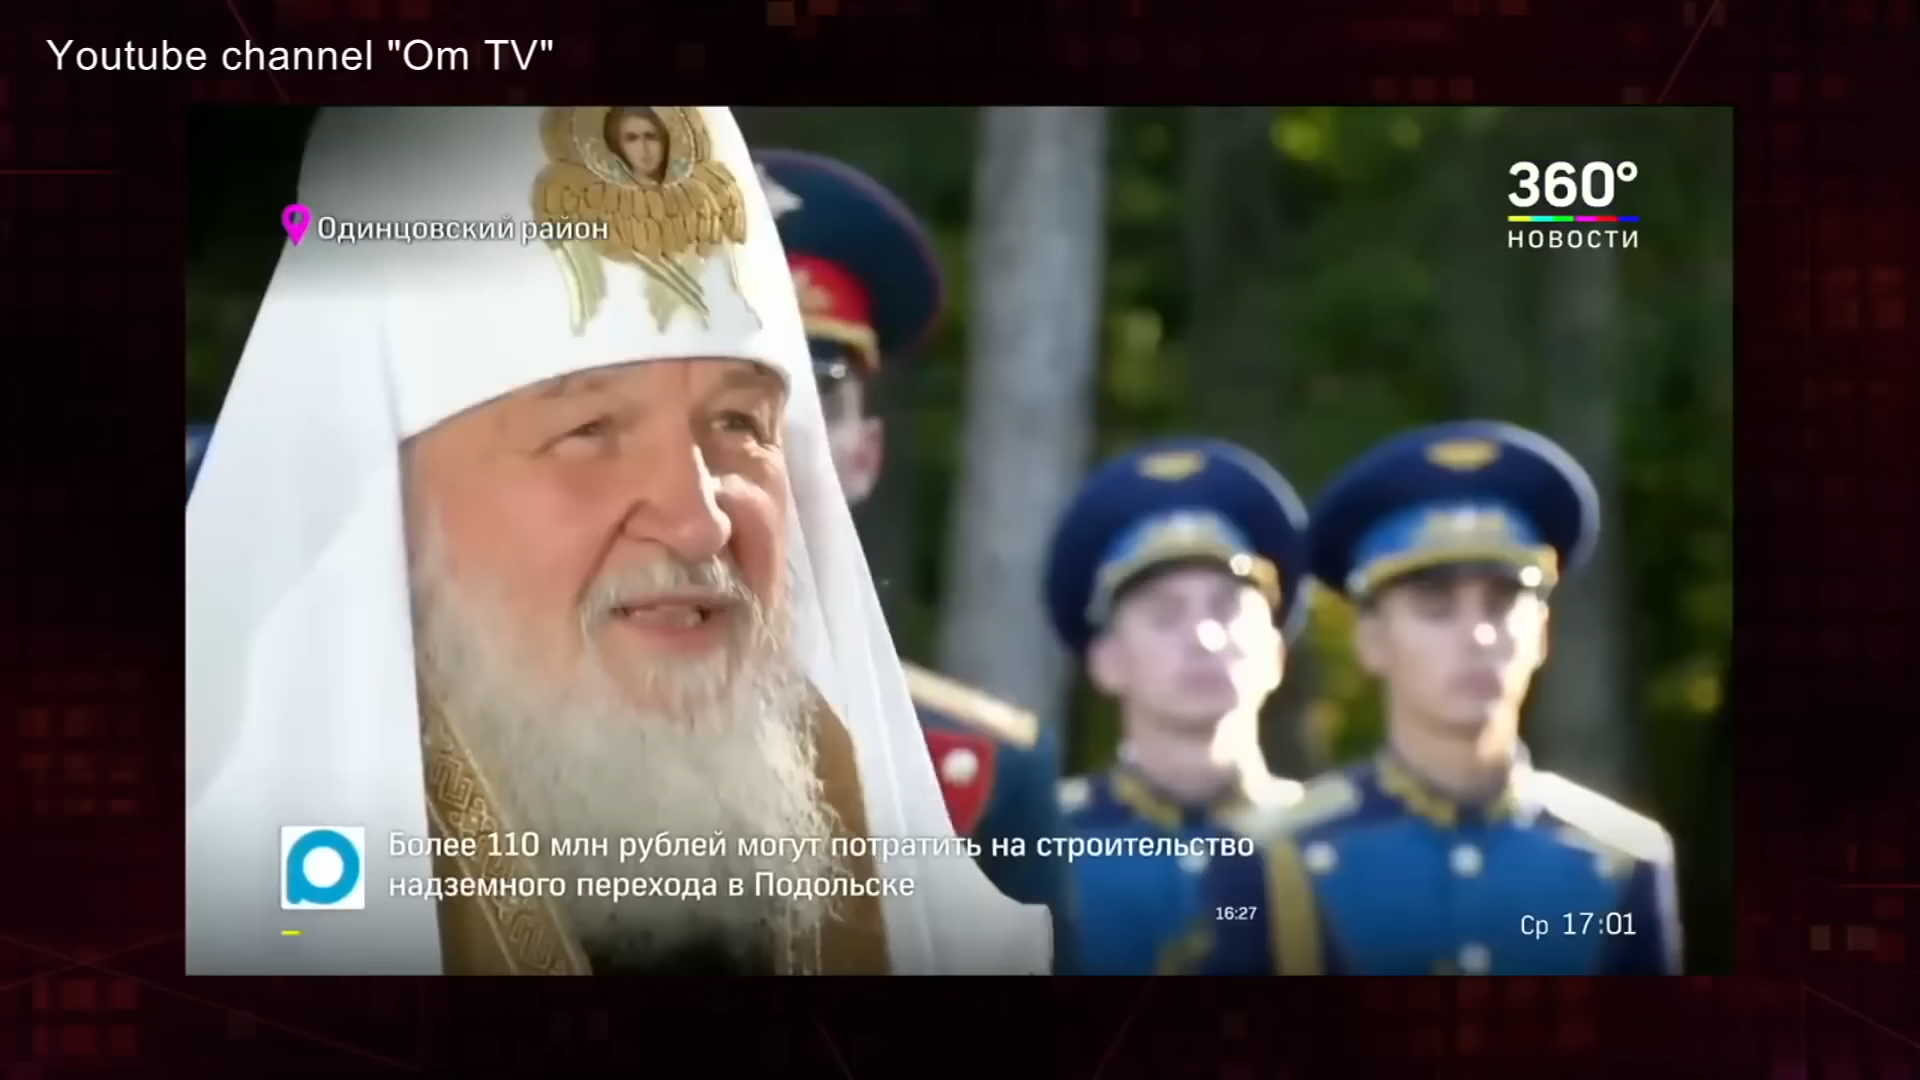 Youtube channel "Om TV"
Одинцовский район
360°
НОВОСТИ
Более 110 млн рублей могут потратить на строительство
надземного перехода в Подольске
16:27
Ср 17:01